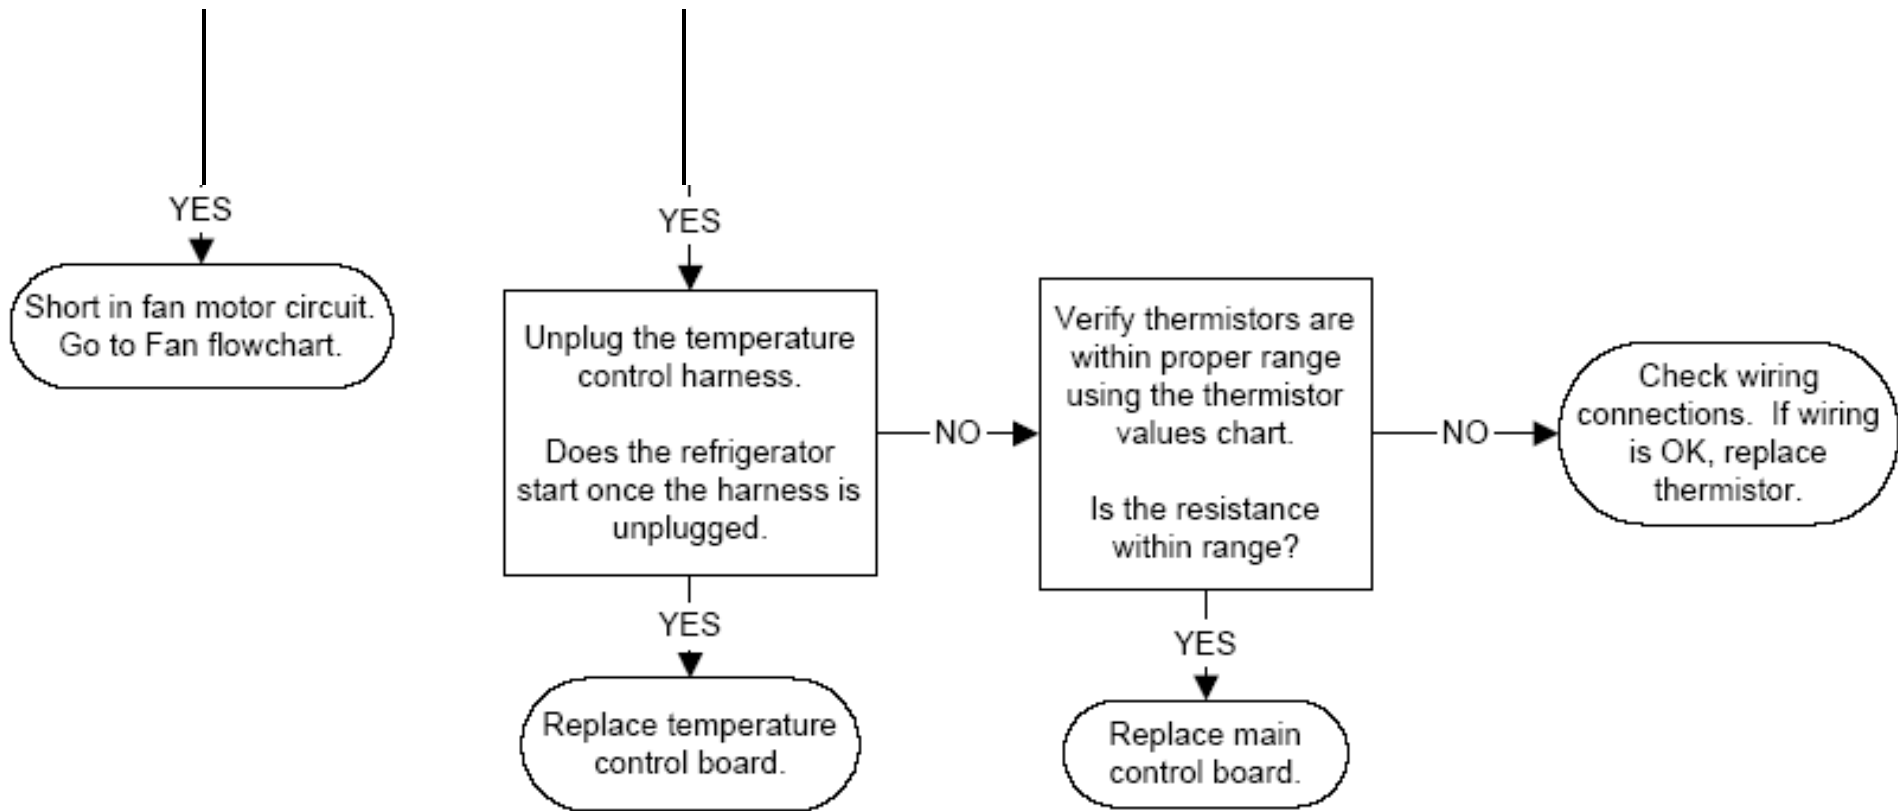 YES
Short in fan motor circuit.
Go to Fan flowchart.
YES
Unplug the temperature
control harness.
Does the refrigerator
start once the harness is
unplugged.
NO
Verify thermistors are
within proper range
using the thermistor
values chart.
Is the resistance
within range?
NO
Check wiring
connections.  If wiring
is OK, replace
thermistor.
YES
Replace temperature
control board.
YES
Replace main
control board.